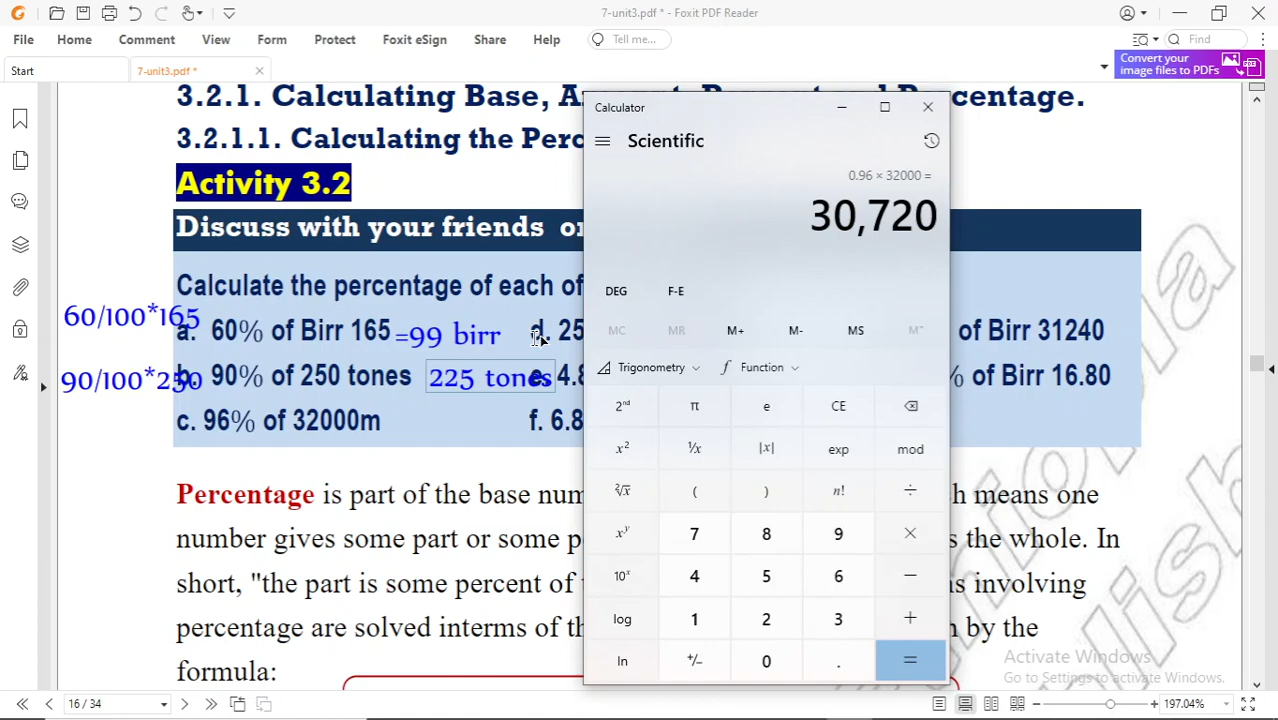 7-unit3.pdf * - Foxit PDF Reader
File Home Comment View Form Protect Foxit eSign Share Help Tell me... Find
Start 7-unit3.pdf *
Convert your
image files to PDFs
3.2.1. Calculating Base, centage.
3.2.1.1. Calculating the Perc
Activity 3.2
Discuss with your friends or
Calculate the percentage of each of
60/100*165
a. 60% of Birr 165 =99 birr d. 25 of Birr 31240
90/100*250
b. 90% of 250 tones 225 tones e. 4.8 % of Birr 16.80
c. 96% of 32000m f. 6.8
Percentage is part of the base num h means one
number gives some part or some p s the whole. In
short, "the part is some percent of
percentage are solved interms of th n by the
formula:
Calculator
Scientific
0.96 × 32000 =
30,720
DEG F-E
MC MR M+ M- MS M˅
Trigonometry f Function
2ⁿᵈ π e CE
x² ¹/x |x| exp mod
²√x ( ) n! ÷
xʸ 7 8 9 ×
10ˣ 4 5 6 −
log 1 2 3 +
ln +/− 0 . =
Activate Windows
Go to Settings to activate Windows.
16 / 34
197.04%